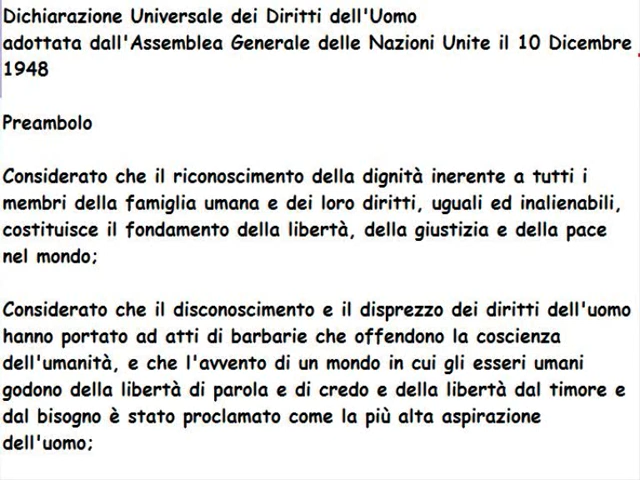 Dichiarazione Universale dei Diritti dell'Uomo
adottata dall'Assemblea Generale delle Nazioni Unite il 10 Dicembre
1948
Preambolo
Considerato che il riconoscimento della dignità inerente a tutti i
membri della famiglia umana e dei loro diritti, uguali ed inalienabili,
costituisce il fondamento della libertà, della giustizia e della pace
nel mondo;
Considerato che il disconoscimento e il disprezzo dei diritti dell'uomo
hanno portato ad atti di barbarie che offendono la coscienza
dell'umanità, e che l'avvento di un mondo in cui gli esseri umani
godono della libertà di parola e di credo e della libertà dal timore e
dal bisogno è stato proclamato come la più alta aspirazione
dell'uomo;